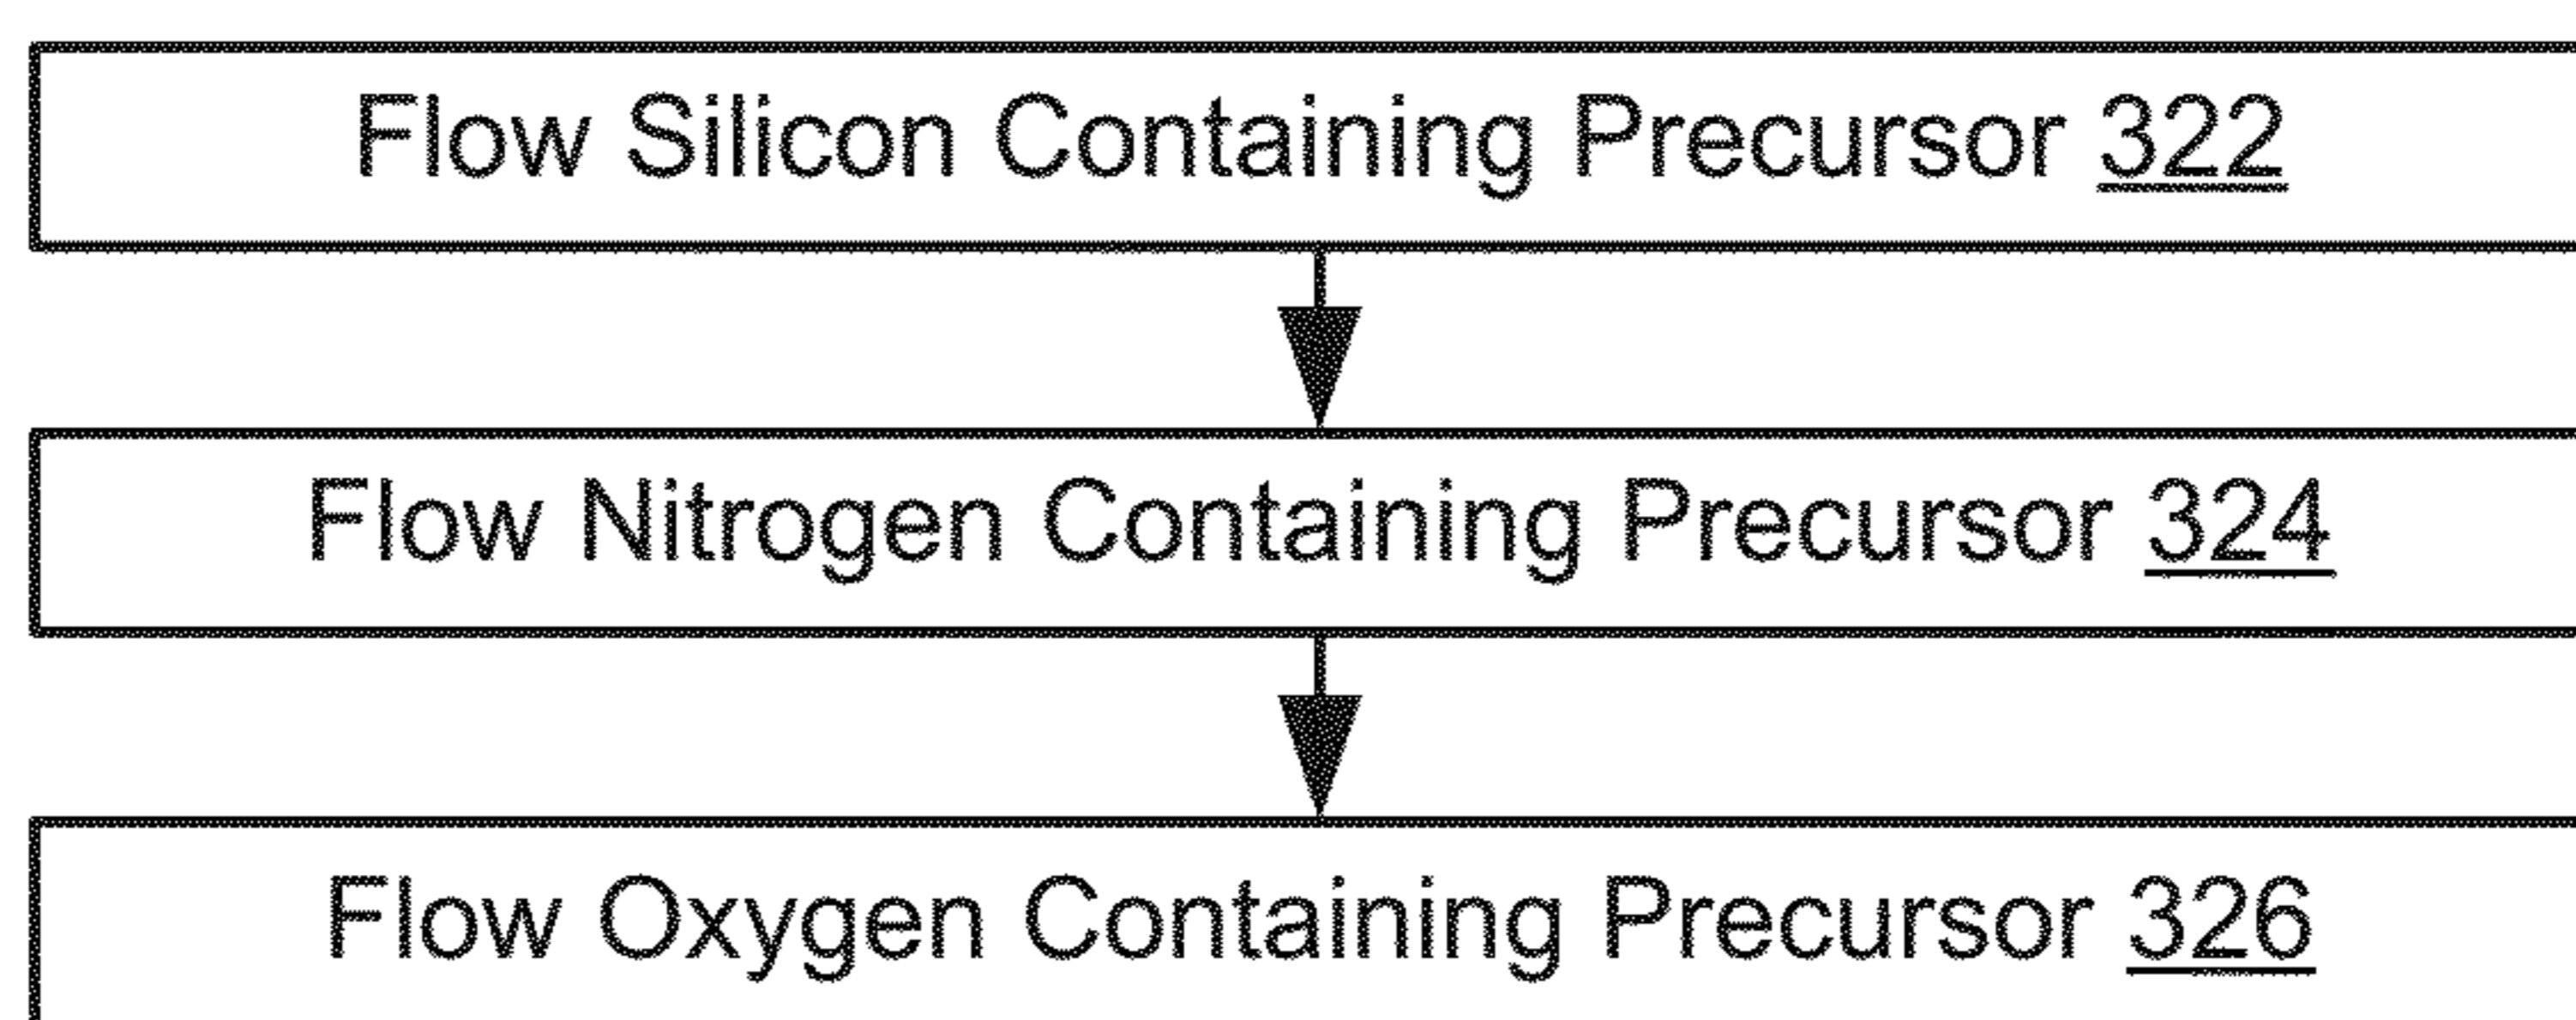 Flow Silicon Containing Precursor 322
Flow Nitrogen Containing Precursor 324
Flow Oxygen Containing Precursor 326